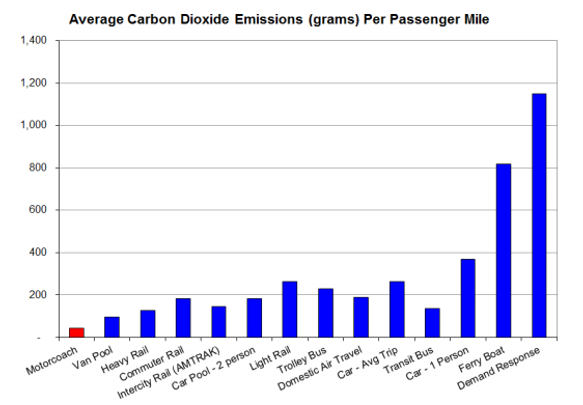 Average Carbon Dioxide Emissions (grams) Per Passenger Mile
1,400
1,200
1,000
800
600
400
200
-
Motorcoach
Van Pool
Heavy Rail
Commuter Rail
Intercity Rail (AMTRAK)
Car Pool - 2 person
Light Rail
Trolley Bus
Domestic Air Travel
Car - Avg Trip
Transit Bus
Car - 1 Person
Ferry Boat
Demand Response